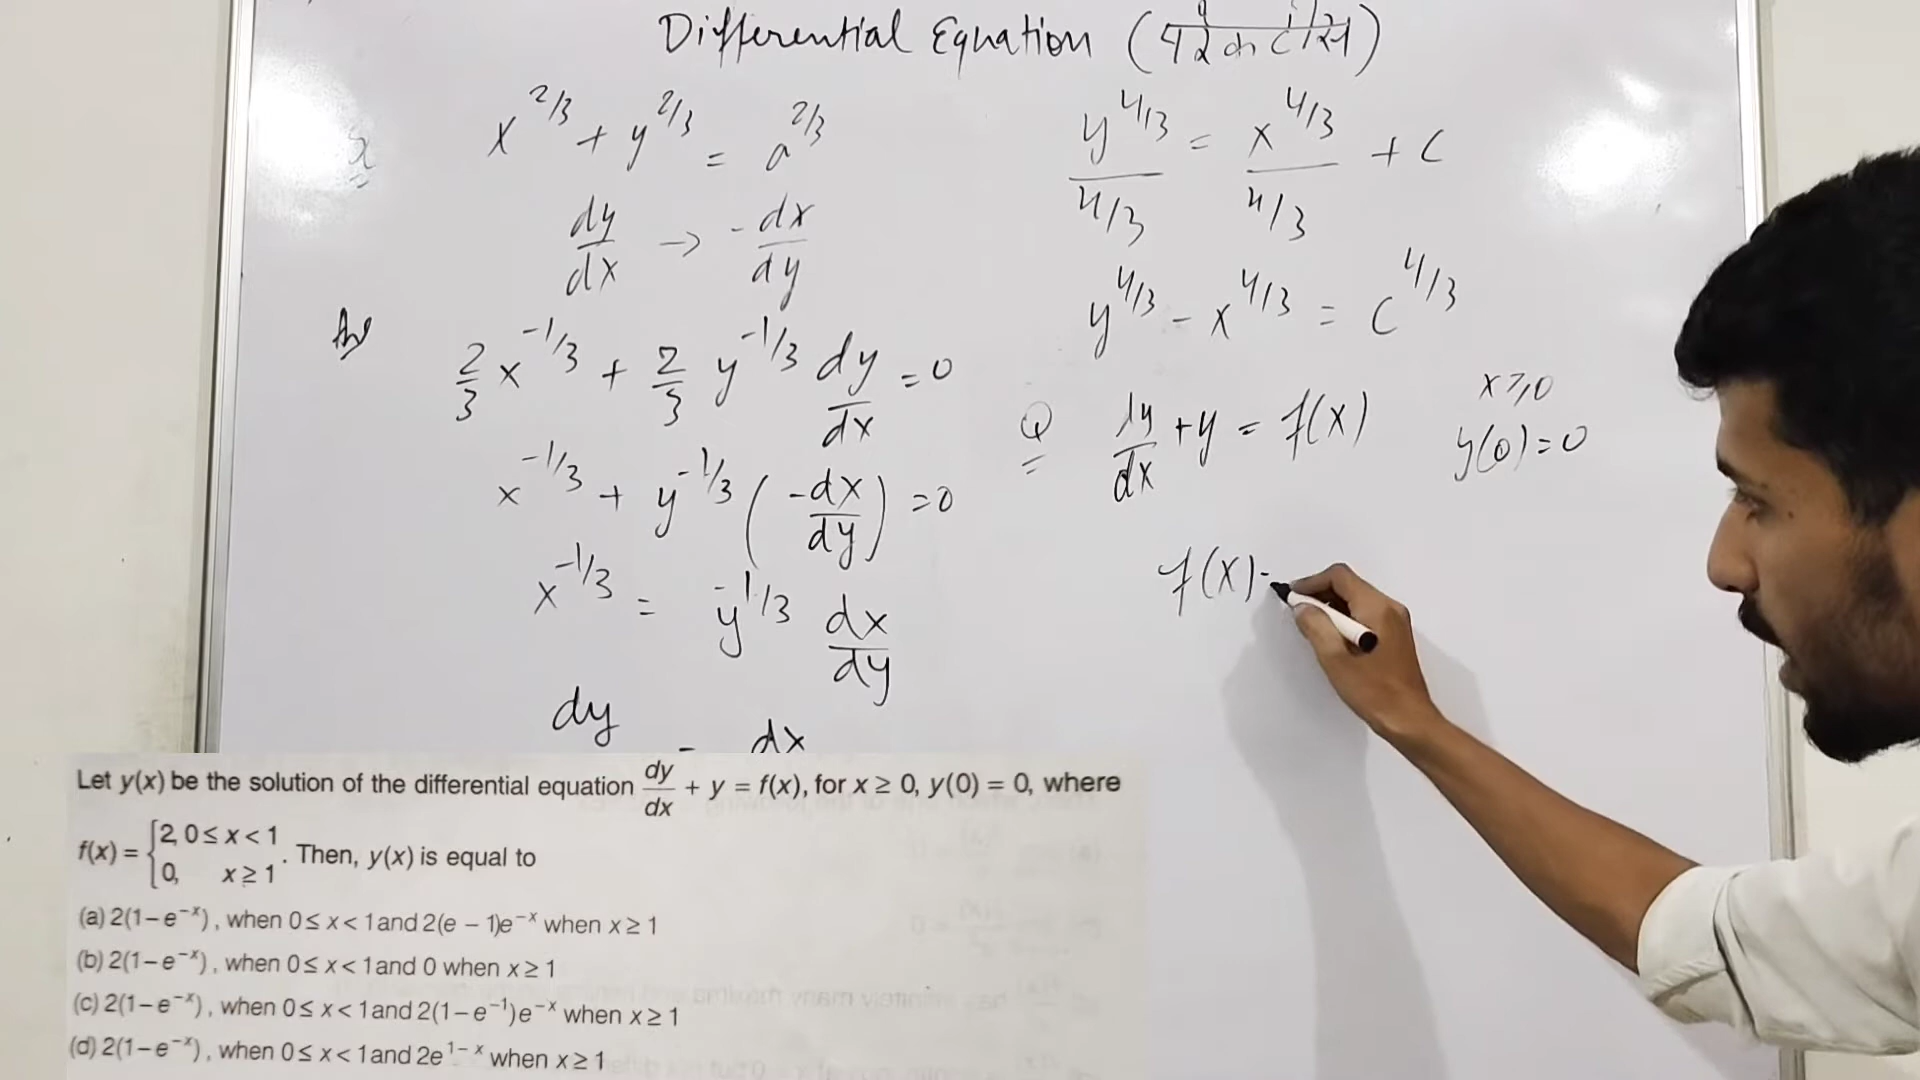 Differential Equation
x^{2/3} + y^{2/3} = a^{2/3}
dy/dx → -dx/dy
2/3 x^{-1/3} + 2/3 y^{-1/3} dy/dx = 0
x^{-1/3} + y^{-1/3} (-dx/dy) = 0
x^{-1/3} = y^{-1/3} dx/dy
dy = dx
y^{4/3}/4/3 = x^{4/3}/4/3 + C
y^{4/3} - x^{4/3} = C^{4/3}
Q dy/dx + y = f(x) x ≥ 0
y(0) = 0
f(x) =
Let y(x) be the solution of the differential equation dy/dx + y = f(x), for x ≥ 0, y(0) = 0, where
f(x) = {2, 0 ≤ x < 1
0, x ≥ 1 . Then, y(x) is equal to
(a) 2(1 – e^{–x}), when 0 ≤ x < 1 and 2(e – 1)e^{–x} when x ≥ 1
(b) 2(1 – e^{–x}), when 0 ≤ x < 1 and 0 when x ≥ 1
(c) 2(1 – e^{–x}), when 0 ≤ x < 1 and 2(1 – e^{–1})e^{–x} when x ≥ 1
(d) 2(1 – e^{–x}), when 0 ≤ x < 1 and 2e^{1–x} when x ≥ 1